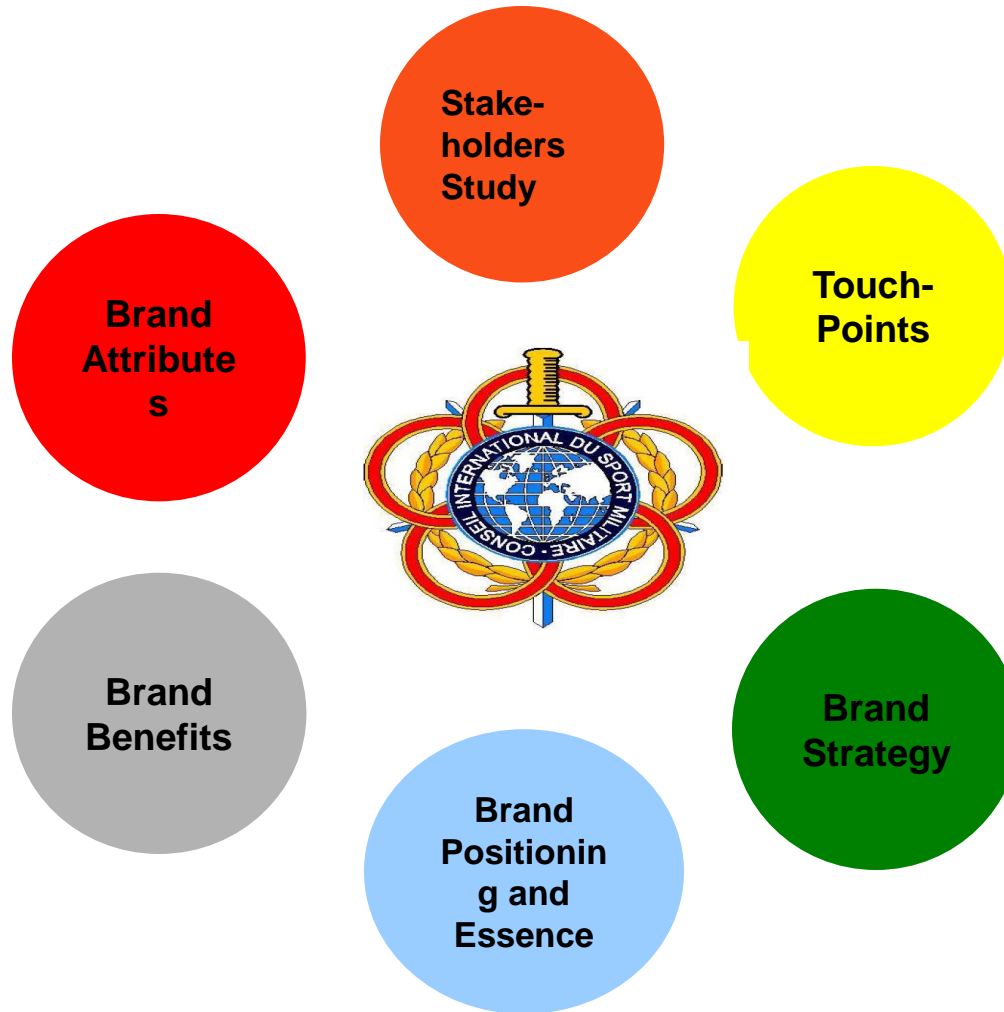 Stake-
holders
Study
Touch-
Points
Brand
Attribute
s
CONSEIL INTERNATIONAL DU SPORT MILITAIRE -
Brand
Benefits
Brand
Strategy
Brand
Positionin
g and
Essence